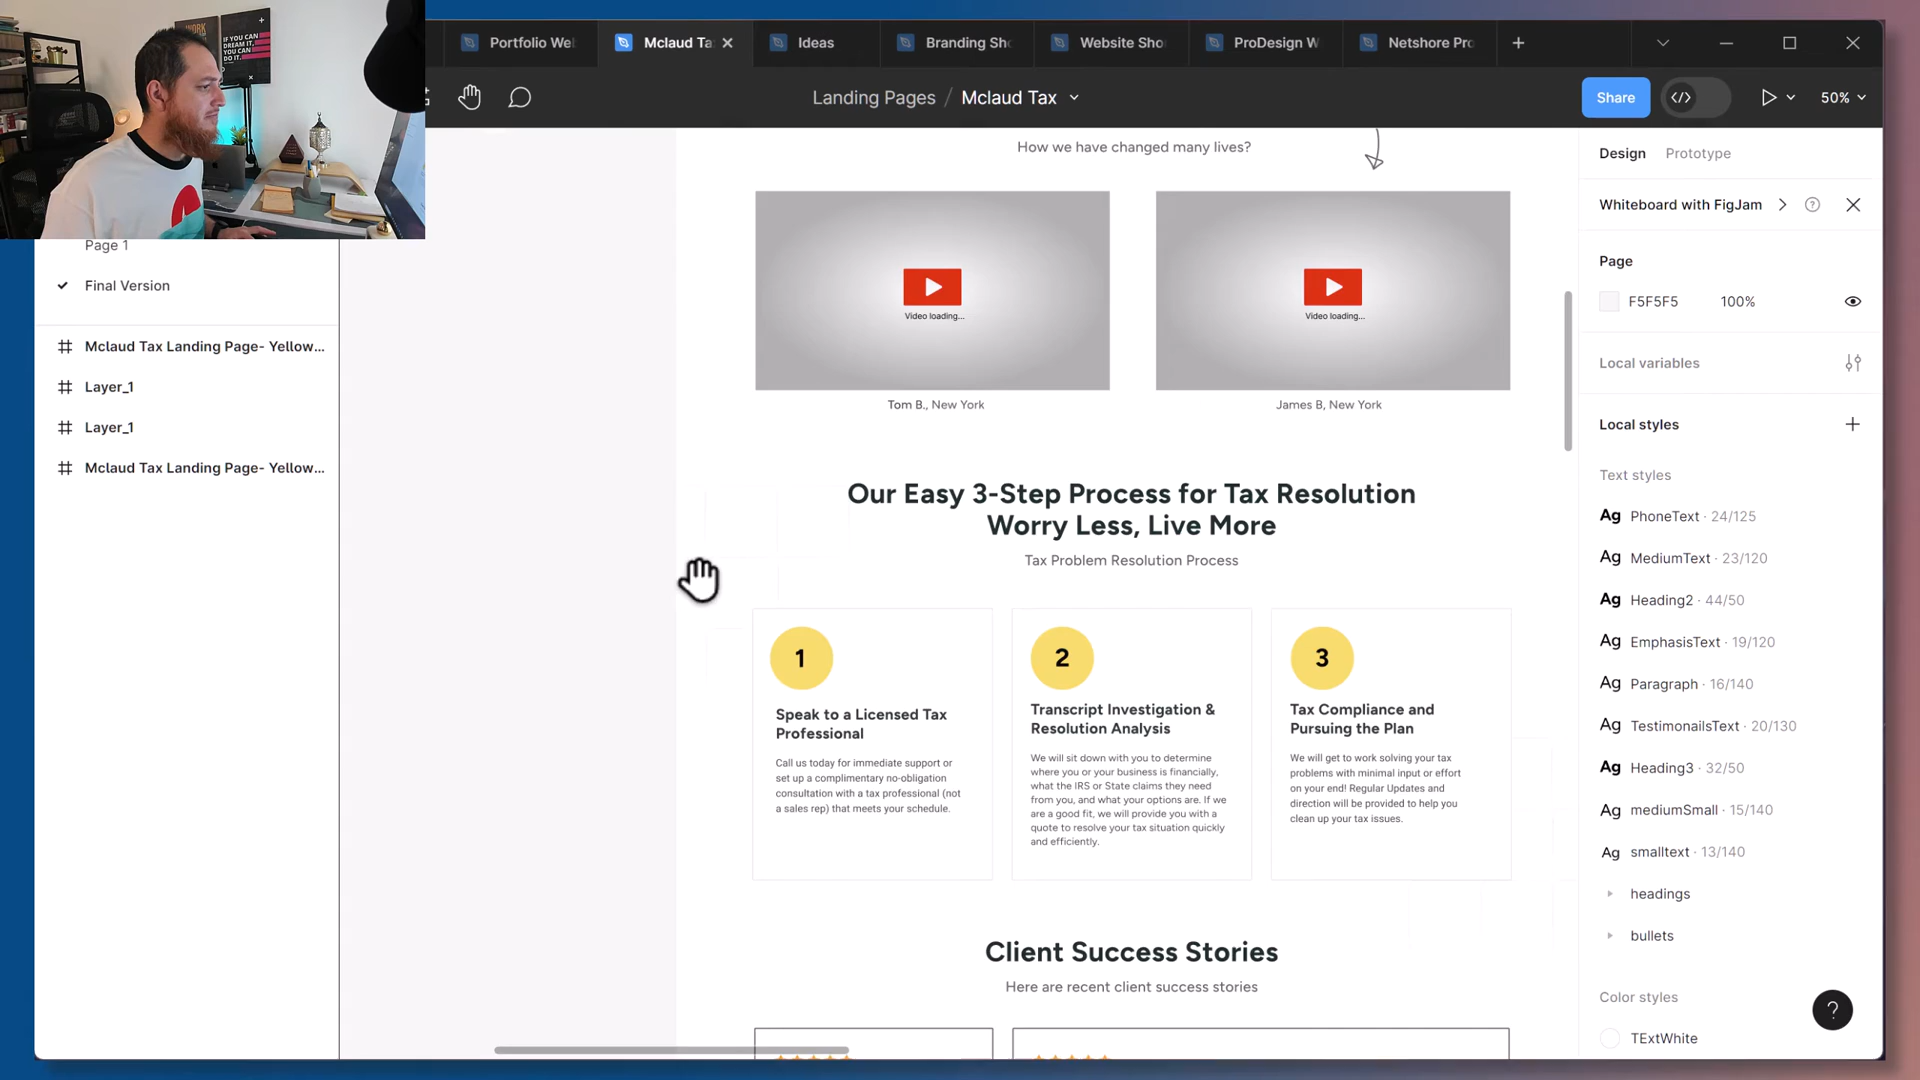 WORK
YOU CAN
IF YOU CAN
DREAM IT,
YOU CAN
DO IT.
Portfolio We
Mclaud Ta
Ideas
Branding Sh
Website Sho
ProDesign W
Netshore Pro
Landing Pages / Mclaud Tax
Share
50%
Page 1
Final Version
Mclaud Tax Landing Page- Yellow...
Layer_1
Layer_1
Mclaud Tax Landing Page- Yellow...
How we have changed many lives?
Video loading...
Video loading...
Tom B., New York
James B, New York
Our Easy 3-Step Process for Tax Resolution
Worry Less, Live More
Tax Problem Resolution Process
1
Speak to a Licensed Tax
Professional
Call us today for immediate support or
set up a complimentary no-obligation
consultation with a tax professional (not
a sales rep) that meets your schedule.
2
Transcript Investigation &
Resolution Analysis
We will sit down with you to determine
where you or your business is financially,
what the IRS or State claims they need
from you, and what your options are. If we
are a good fit, we will provide you with a
quote to resolve your tax situation quickly
and efficiently.
3
Tax Compliance and
Pursuing the Plan
We will get to work solving your tax
problems with minimal input or effort
on your end! Regular Updates and
direction will be provided to help you
clean up your tax issues.
Client Success Stories
Here are recent client success stories
Design Prototype
Whiteboard with FigJam
Page
F5F5F5 100%
Local variables
Local styles
Text styles
Ag PhoneText · 24/125
Ag MediumText · 23/120
Ag Heading2 · 44/50
Ag EmphasisText · 19/120
Ag Paragraph · 16/140
Ag TestimonailsText · 20/130
Ag Heading3 · 32/50
Ag mediumSmall · 15/140
Ag smalltext · 13/140
headings
bullets
Color styles
TExtWhite
?